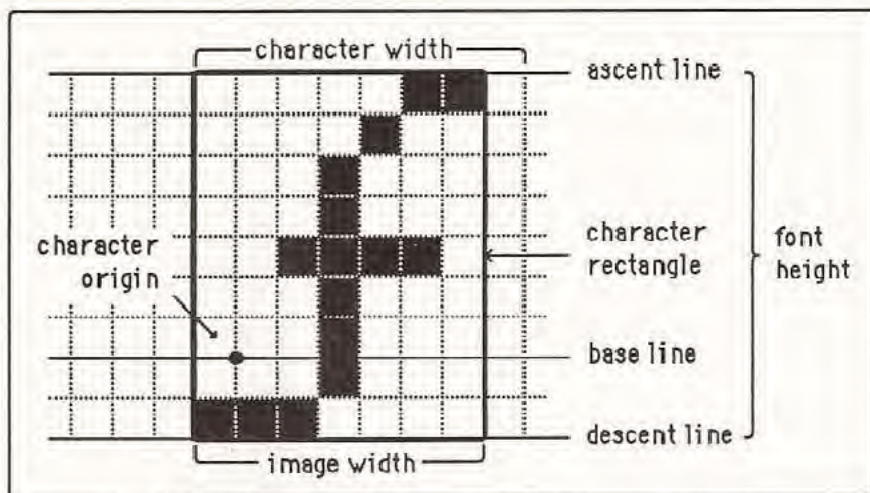 character width
ascent line
character
origin
character
rectangle
font
height
base line
descent line
image width